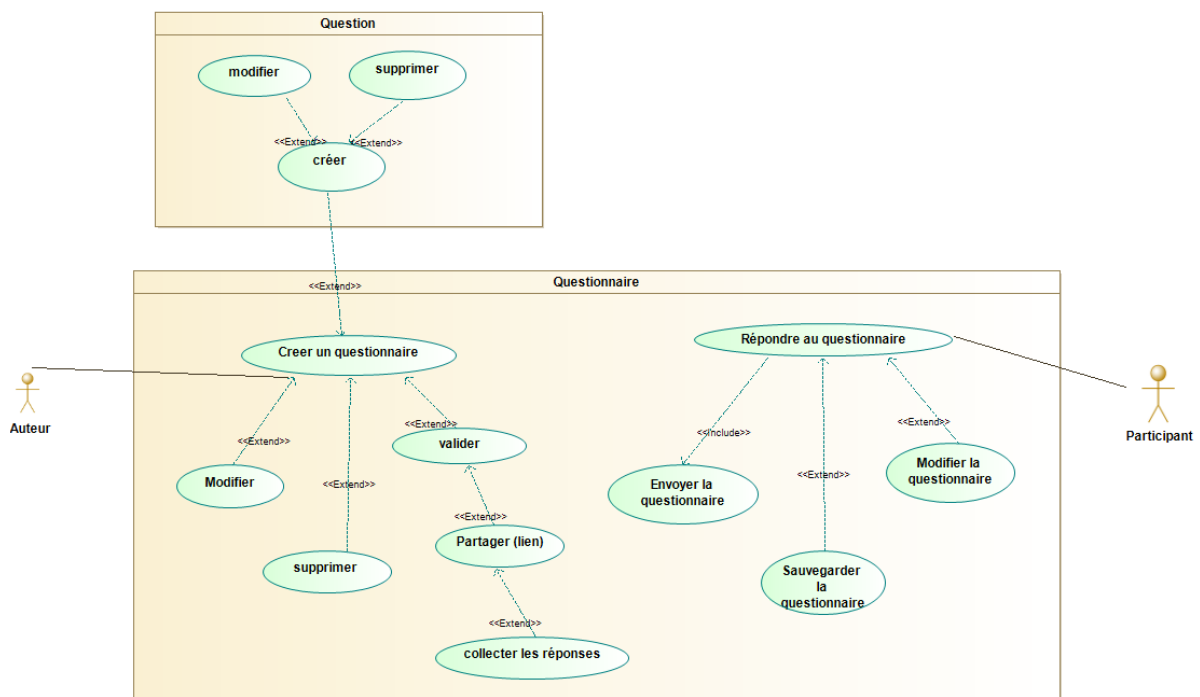 Question
modifier
supprimer
<<Extend>>
<<Extend>>
créer
Questionnaire
<<Extend>>
Creer un questionnaire
Répondre au questionnaire
Auteur
Participant
<<Extend>>
<<Extend>>
<<Extend>>
valider
<<Include>>
<<Extend>>
Modifier
<<Extend>>
Envoyer la
questionnaire
Modifier la
questionnaire
<<Extend>>
<<Extend>>
Partager (lien)
supprimer
Sauvegarder
la
questionnaire
<<Extend>>
collecter les réponses